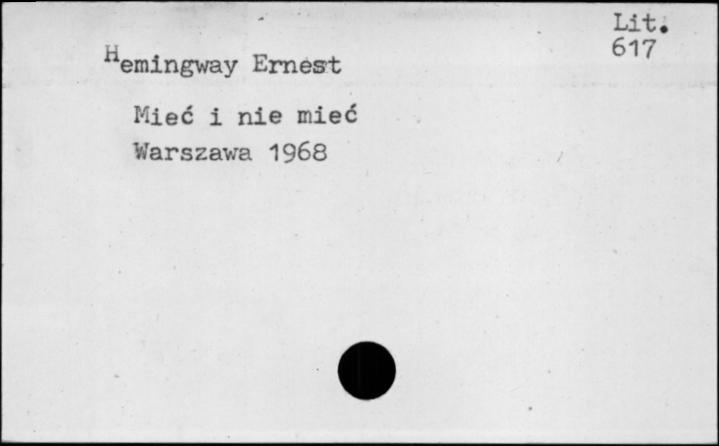 Lit.
617
Hemingway Ernest
Mieć i nie mieć
Warszawa 1968